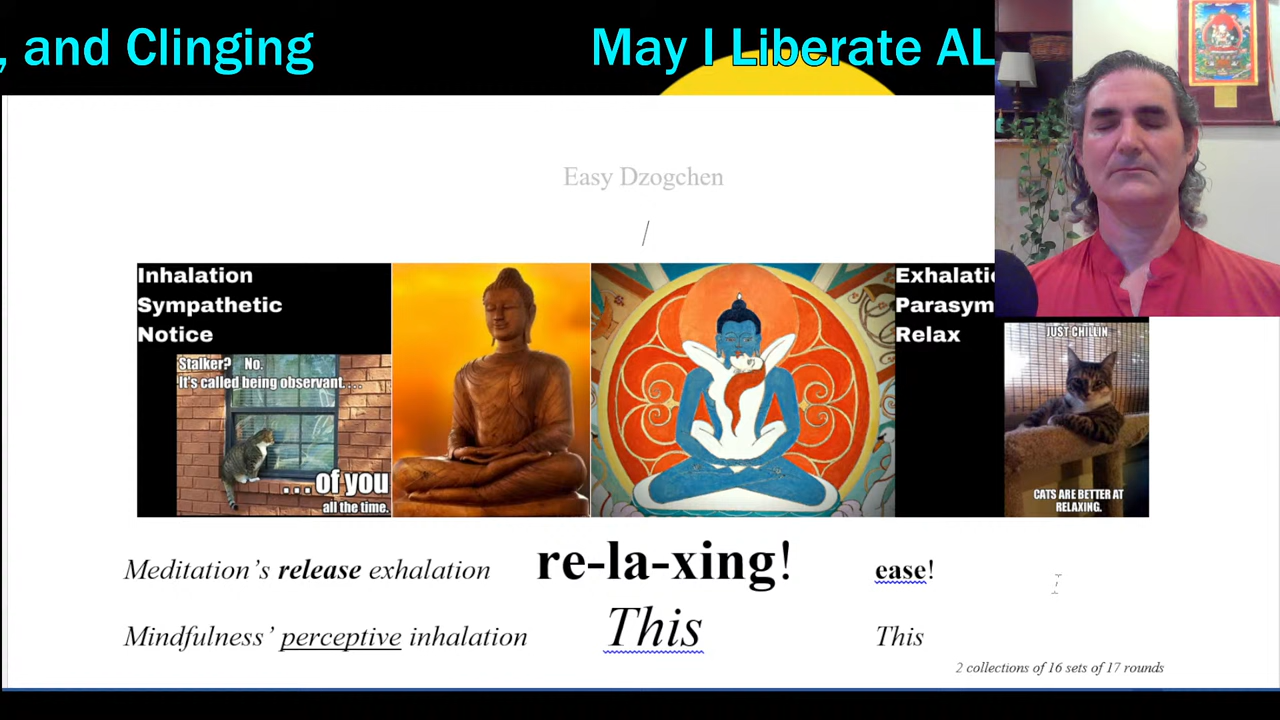 , and Clinging
May I Liberate AL
Easy Dzogchen
/
Inhalation
Sympathetic
Notice
Stalker? No.
It's called being observant. . . .
. . . of you
all the time.
Exhalatio
Parasym
Relax
JUST CHILLIN
CATS ARE BETTER AT
RELAXING.
Meditation's release exhalation re-la-xing! ease!
Mindfulness' perceptive inhalation This This
2 collections of 16 sets of 17 rounds